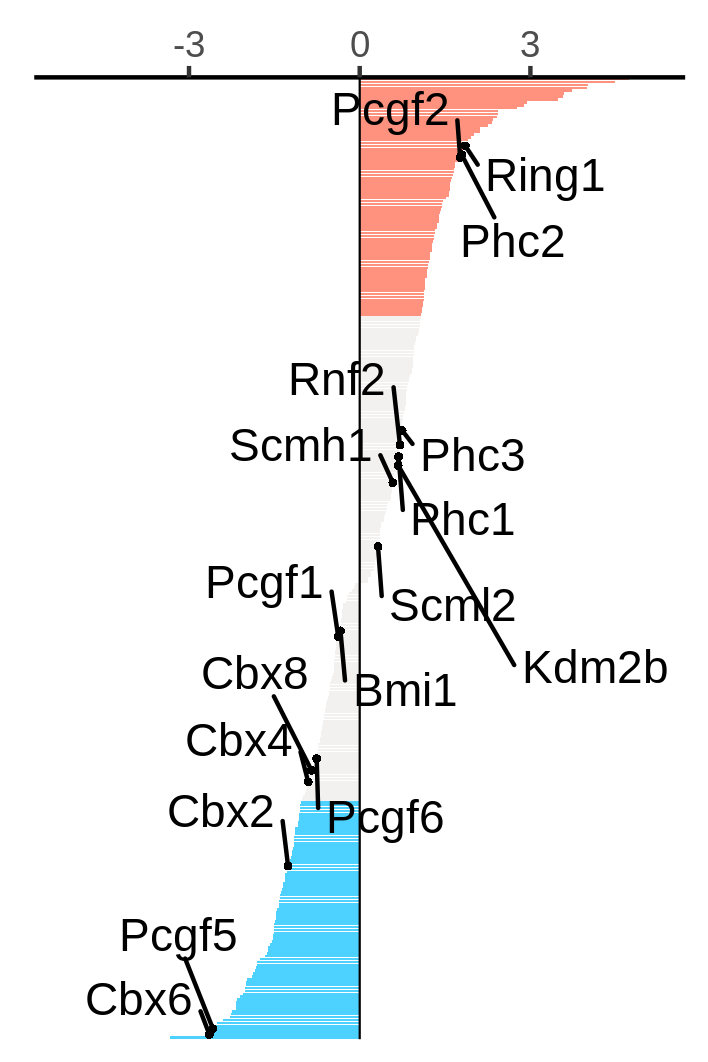 -3 0 3
Pcgf2
Ring1
Phc2
Rnf2
Scmh1
Phc3
Phc1
Pcgf1
Scml2
Cbx8
Kdm2b
Bmi1
Cbx4
Cbx2
Pcgf6
Pcgf5
Cbx6